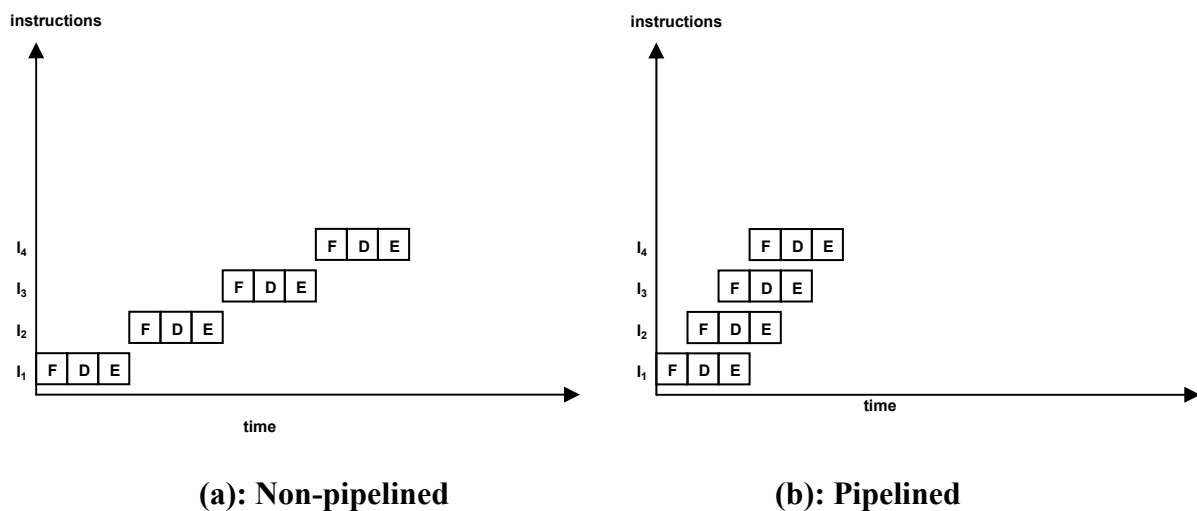 instructions
I4
F D E
I3
F D E
I2
F D E
I1
F D E
time
(a): Non-pipelined
instructions
I4
F D E
I3
F D E
I2
F D E
I1
F D E
time
(b): Pipelined